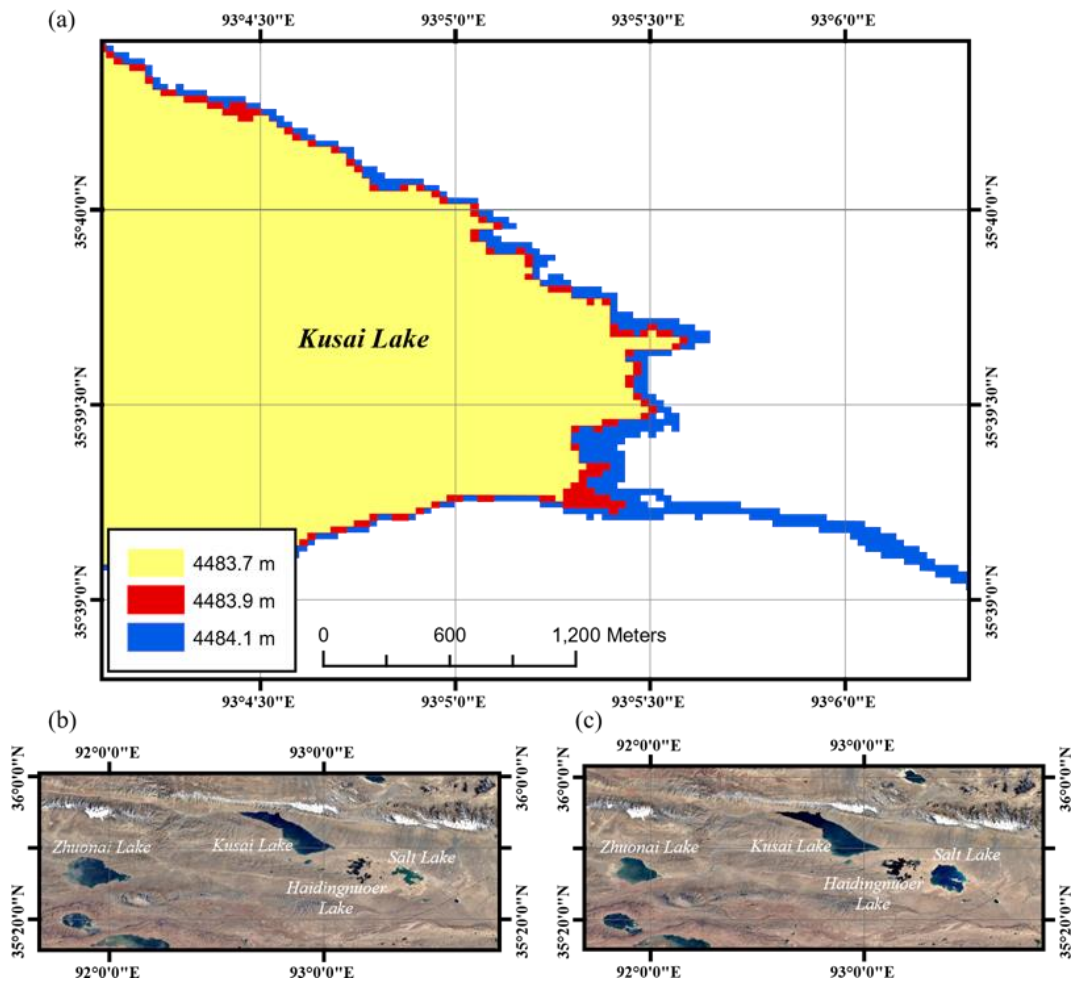 (a)
93°4'30"E 93°5'0"E 93°5'30"E 93°6'0"E
35°40'0"N
35°40'0"N
Kusai Lake
35°39'30"N
35°39'30"N
35°39'0"N
35°39'0"N
4483.7 m
4483.9 m
4484.1 m
0 600 1,200 Meters
93°4'30"E 93°5'0"E 93°5'30"E 93°6'0"E
(b)
92°0'0"E 93°0'0"E
36°0'0"N
36°0'0"N
Zhuonai Lake
Kusai Lake
Salt Lake
Haidingnuoer
Lake
35°20'0"N
35°20'0"N
92°0'0"E 93°0'0"E
(c)
92°0'0"E 93°0'0"E
36°0'0"N
36°0'0"N
Zhuonai Lake
Kusai Lake
Salt Lake
Haidingnuoer
Lake
35°20'0"N
35°20'0"N
92°0'0"E 93°0'0"E